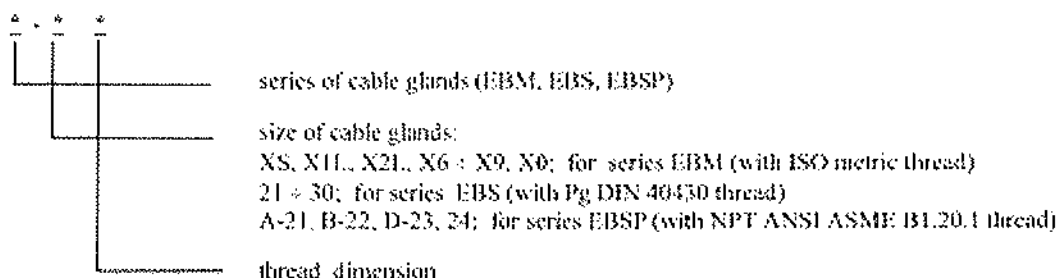 * . * *
series of cable glands (EBM, EBS, EBSP)
size of cable glands:
XS, X1L, X2L, X6 ÷ X9, X0; for series EBM (with ISO metric thread)
21 ÷ 30; for series EBS (with Pg DIN 40430 thread)
A-21, B-22, D-23, 24; for series EBSP (with NPT ANSI ASME B1.20.1 thread)
thread dimension